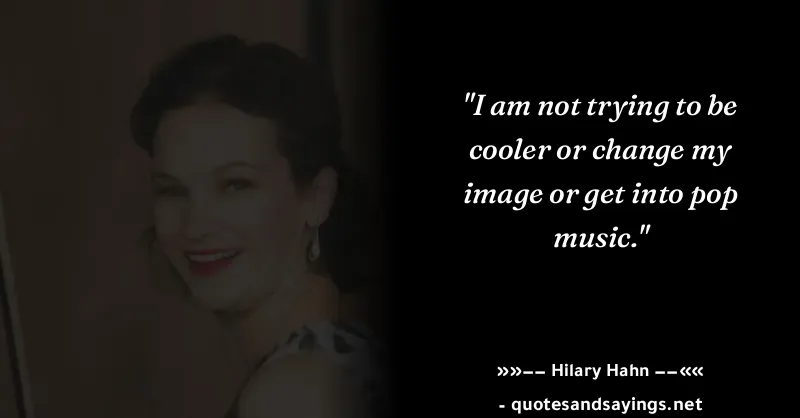 "I am not trying to be
cooler or change my
image or get into pop
music."
»»−− Hilary Hahn −−««
- quotesandsayings.net